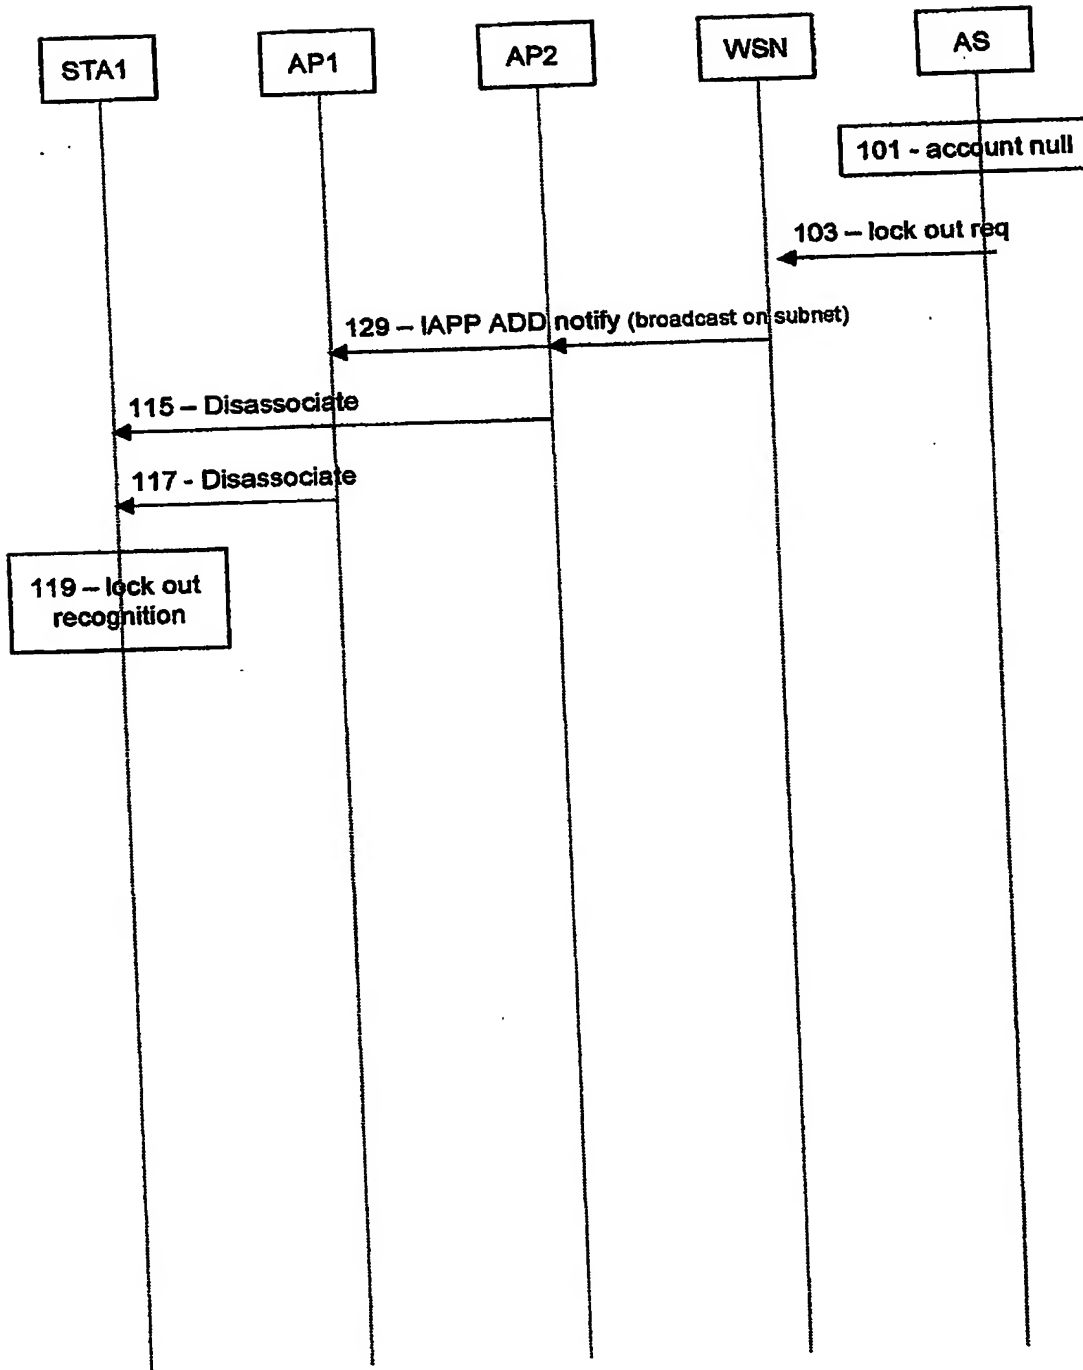 STA1
AP1
AP2
WSN
AS
101 - account null
103 – lock out req
129 – IAPP ADD notify (broadcast on subnet)
115 – Disassociate
117 - Disassociate
119 – lock out
recognition